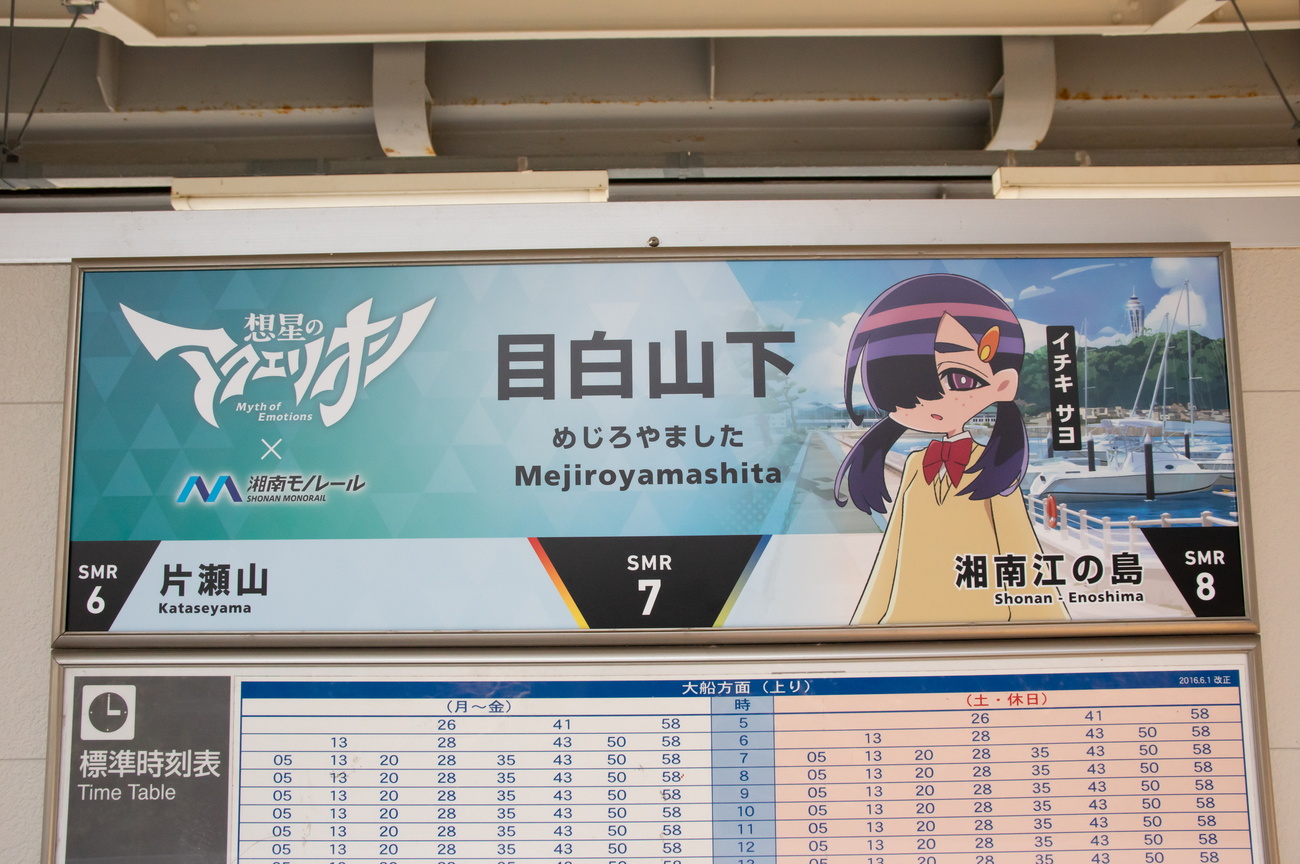 想星の
アクエリオン
Myth of
Emotions
×
湘南モノレール
SHONAN MONORAIL
目白山下
めじろやました
Mejiroyamashita
イチキ サヨ
SMR
6
片瀬山
Kataseyama
SMR
7
湘南江の島
Shonan - Enoshima
SMR
8
標準時刻表
Time Table
大船方面(上り)
2016.6.1 改正
(月〜金) 時 (土・休日)
26 41 58 5 26 41 58
13 28 43 50 58 6 13 28 43 50 58
05 13 20 28 35 43 50 58 7 05 13 20 28 35 43 50 58
05 13 20 28 35 43 50 58 8 05 13 20 28 35 43 50 58
05 13 20 28 35 43 50 58 9 05 13 20 28 35 43 50 58
05 13 20 28 35 43 50 58 10 05 13 20 28 35 43 50 58
05 13 20 28 35 43 50 58 11 05 13 20 28 35 43 50 58
05 13 20 28 35 43 50 58 12 05 13 20 28 35 43 50 58